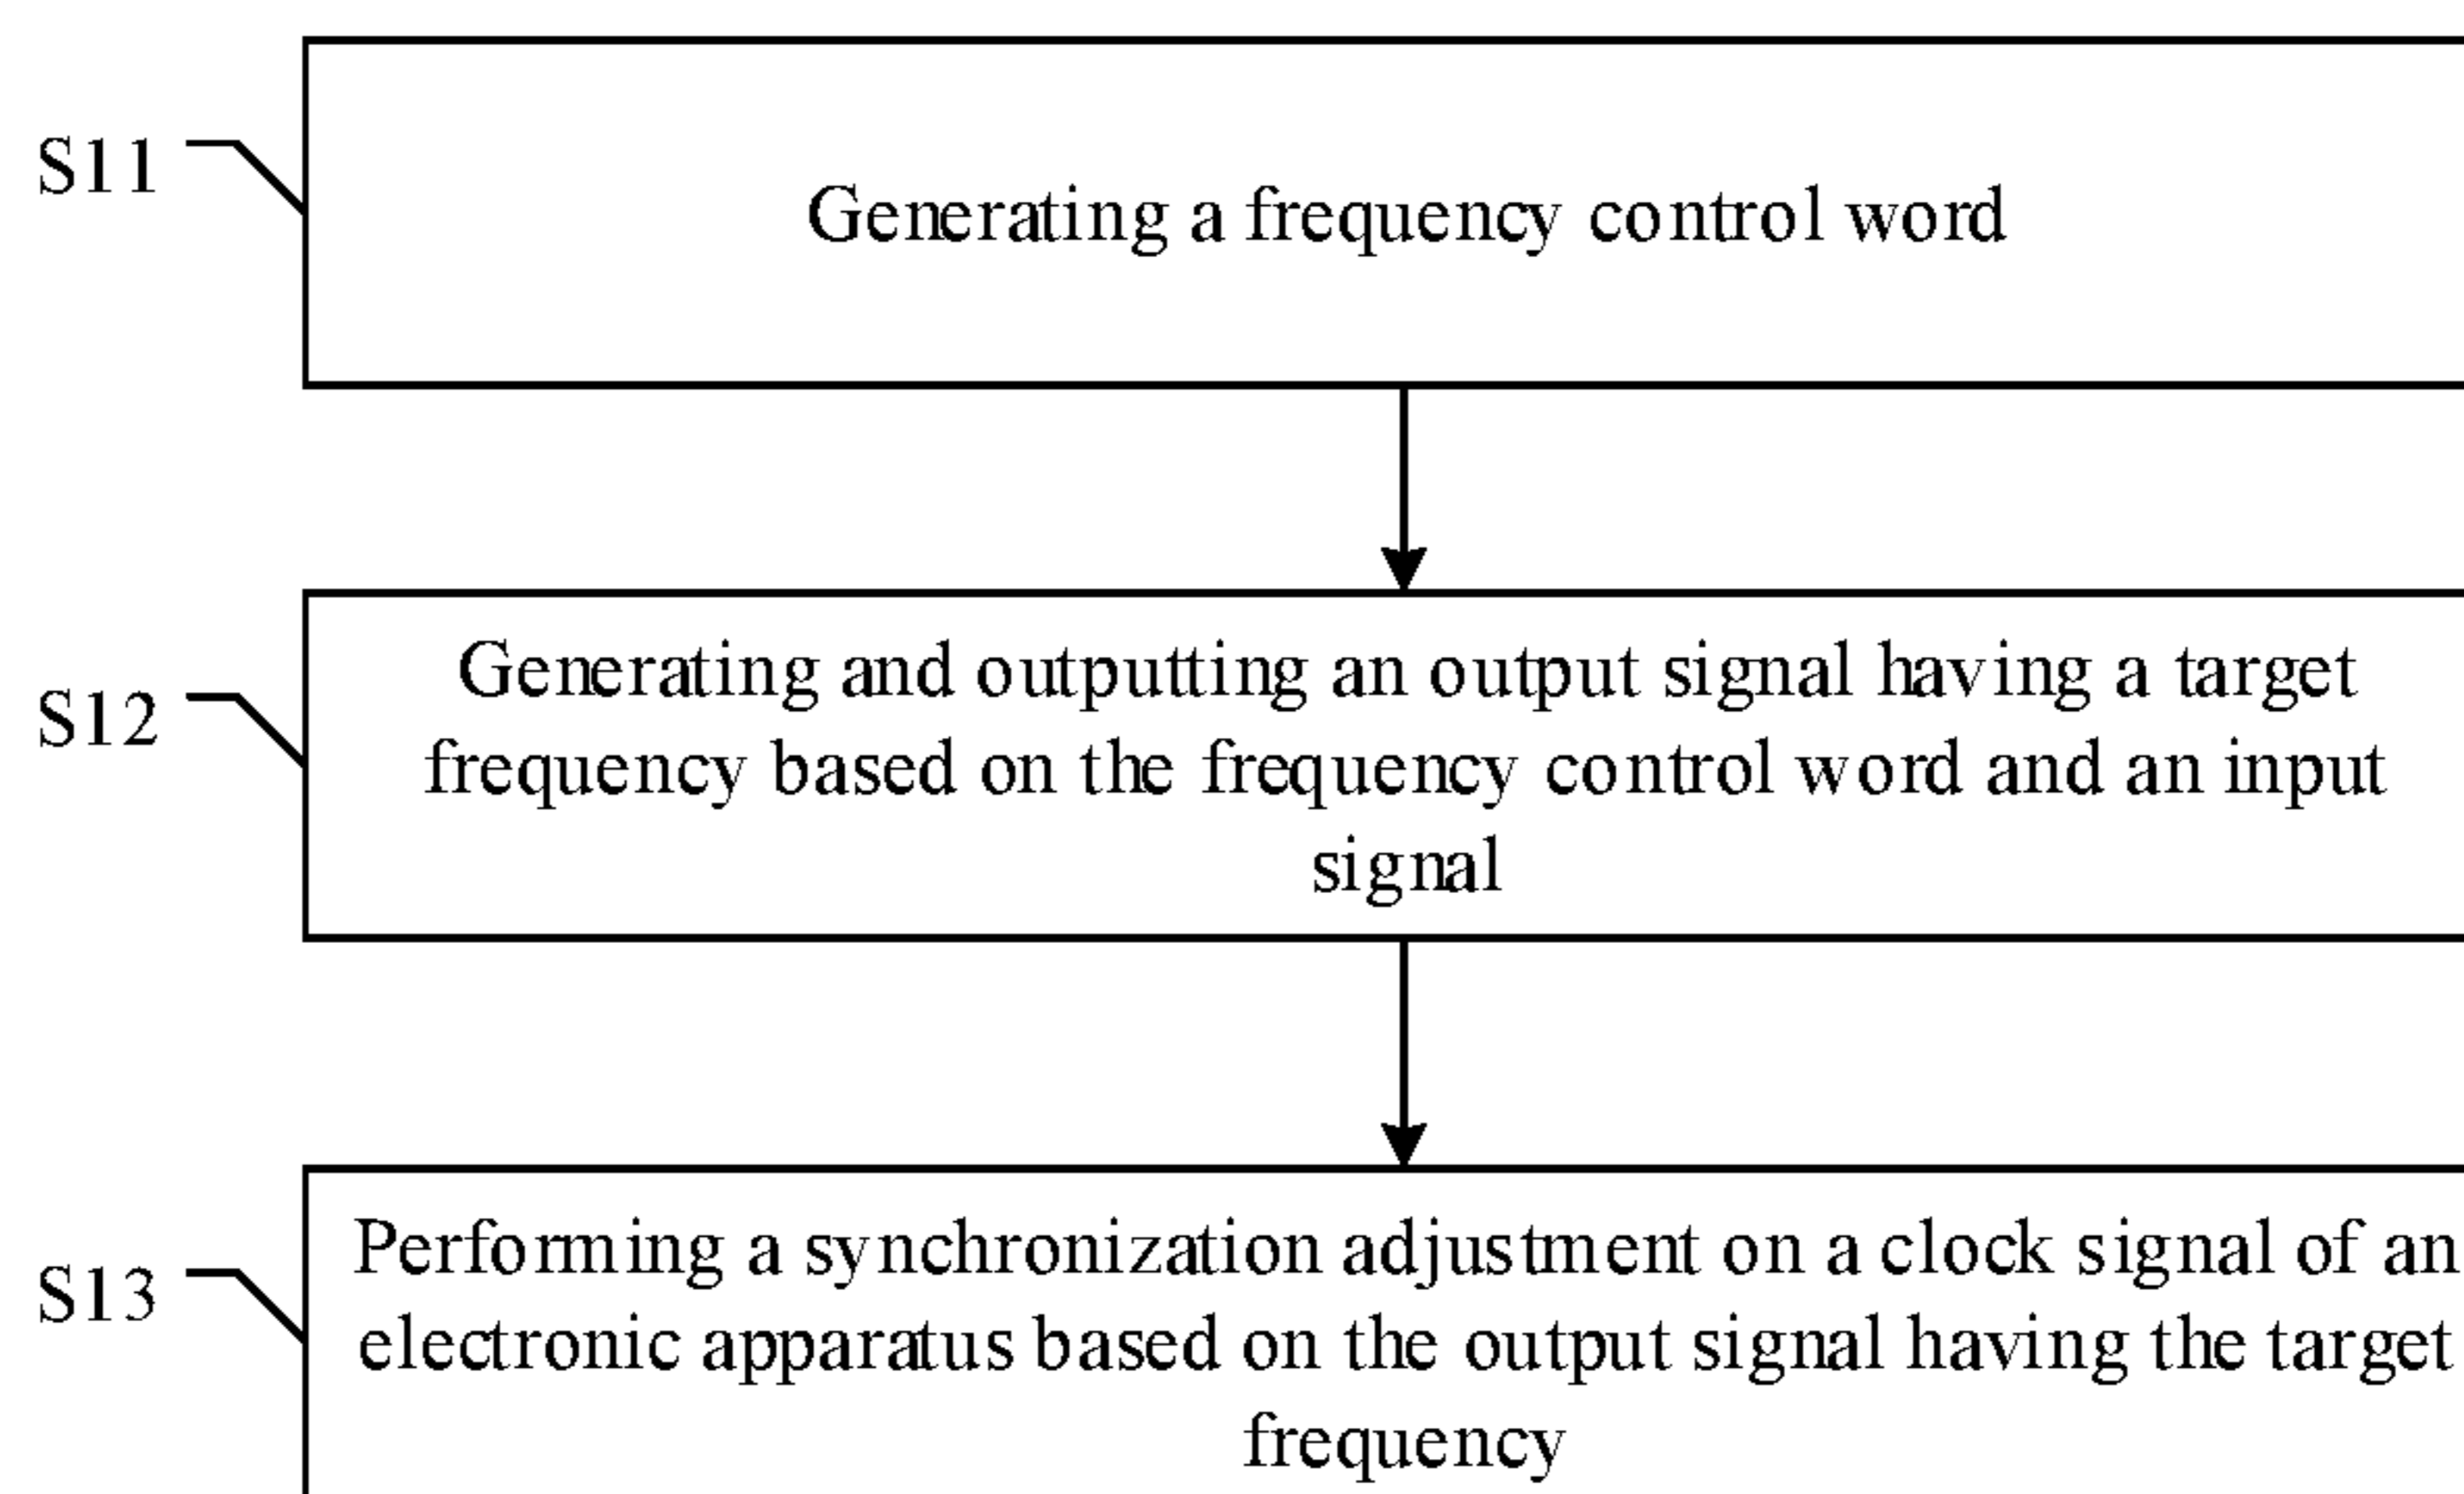 S11
Generating a frequency control word
S12
Generating and outputting an output signal having a target
frequency based on the frequency control word and an input
signal
S13
Performing a synchronization adjustment on a clock signal of an
electronic apparatus based on the output signal having the target
frequency